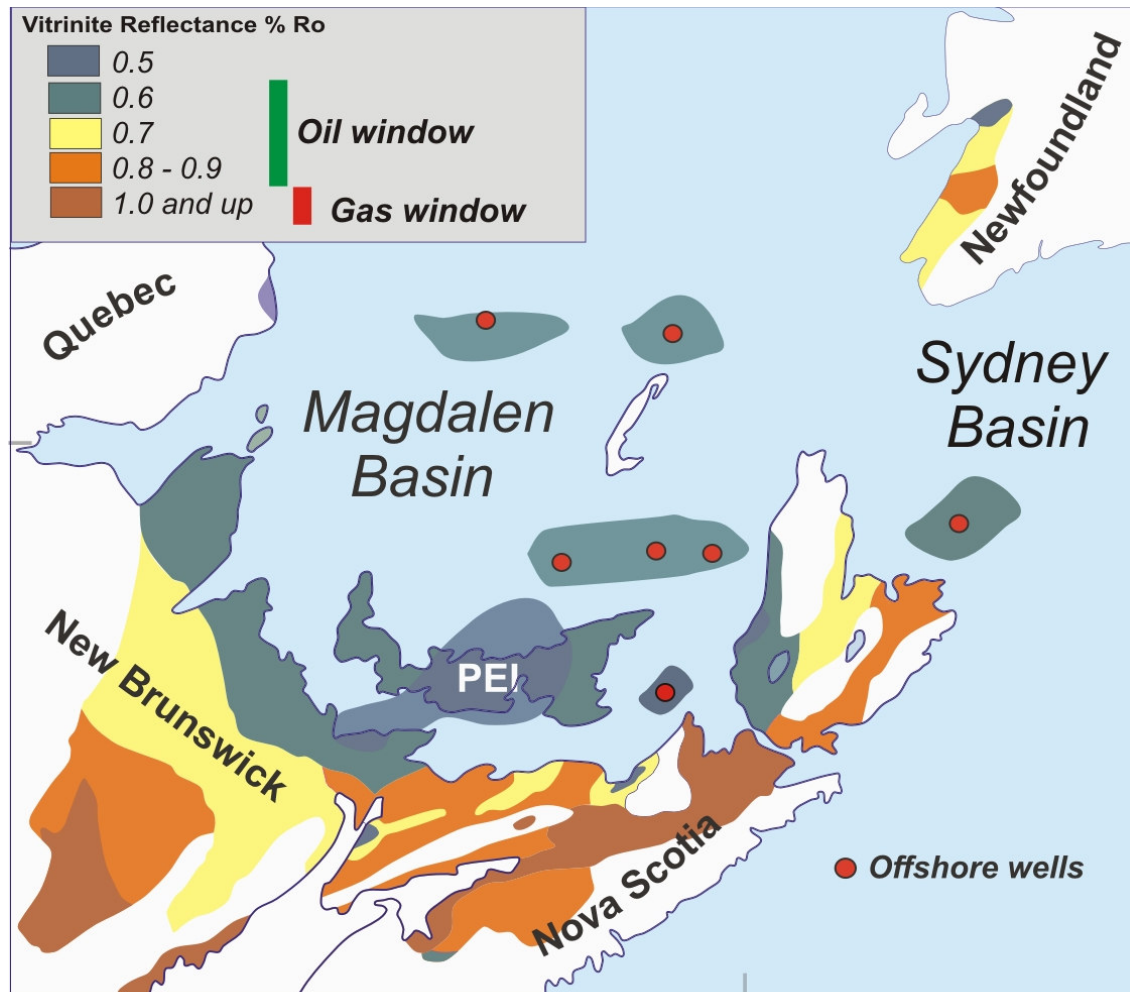 Vitrinite Reflectance % Ro
0.5
0.6
0.7
0.8 - 0.9
1.0 and up
Oil window
Gas window
Newfoundland
Quebec
Magdalen
Basin
Sydney
Basin
New Brunswick
PEI
Nova Scotia
Offshore wells